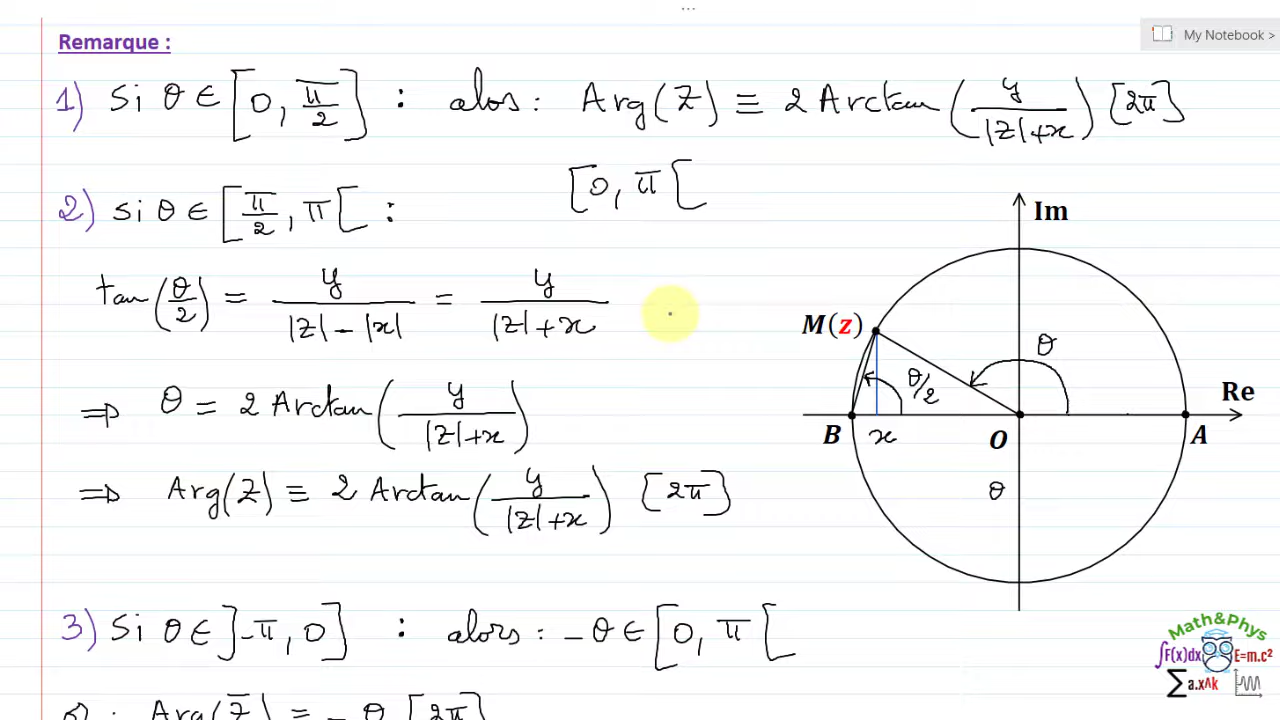 My Notebook >
Remarque :
1) Si θ ∈ [0, π/2] : alos : Arg(Z) ≡ 2 Arctan(y/(|Z|+x)) [2π]
[0, π[
2) Si θ ∈ [π/2, π[ :
tan(θ/2) = y/(|Z| - |x|) = y/(|Z|+x)
⇒ θ = 2 Arctan(y/(|Z|+x))
⇒ Arg(Z) ≡ 2 Arctan(y/(|Z|+x)) [2π]
Im
M(z)
θ
θ/2
Re
B
x
O
A
θ
3) Si θ ∈ ]-π, 0] : alors : -θ ∈ [0, π[
Math&Phys
∫F(x)dx
E=m.c²
∑ a.x^k
Arg(Z̄) ≡ - θ [2π]